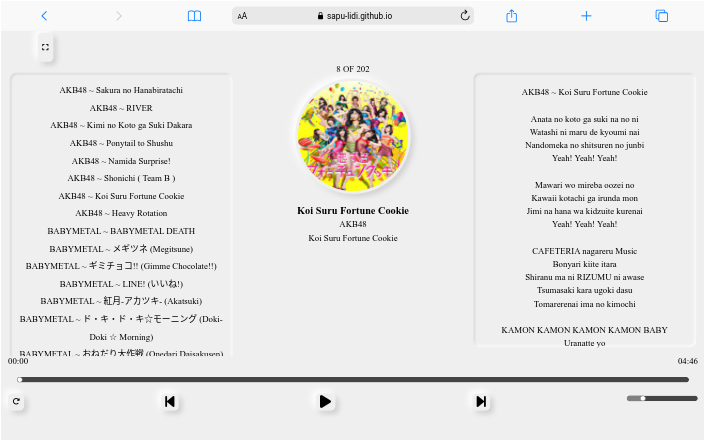 AA
sapu-lidi.github.io
8 OF 202
AKB48 ~ Sakura no Hanabiratachi
AKB48 ~ RIVER
AKB48 ~ Kimi no Koto ga Suki Dakara
AKB48 ~ Ponytail to Shushu
AKB48 ~ Namida Surprise!
AKB48 ~ Shonichi ( Team B )
AKB48 ~ Koi Suru Fortune Cookie
AKB48 ~ Heavy Rotation
BABYMETAL ~ BABYMETAL DEATH
BABYMETAL ~ メギツネ (Megitsune)
BABYMETAL ~ ギミチョコ!! (Gimme Chocolate!!)
BABYMETAL ~ LINE! (いいね!)
BABYMETAL ~ 紅月-アカツキ- (Akatsuki)
BABYMETAL ~ ド・キ・ド・キ☆モーニング (Doki-
Doki ☆ Morning)
BABYMETAL ~ おねだり大作戦 (Onedari Daisakusen)
Koi Suru Fortune Cookie
AKB48
Koi Suru Fortune Cookie
AKB48 ~ Koi Suru Fortune Cookie
Anata no koto ga suki na no ni
Watashi ni maru de kyoumi nai
Nandomeka no shitsuren no junbi
Yeah! Yeah! Yeah!
Mawari wo mireba oozei no
Kawaii kotachi ga irunda mon
Jimi na hana wa kidzuite kurenai
Yeah! Yeah! Yeah!
CAFETERIA nagareru Music
Bonyari kiite itara
Shiranu ma ni RIZUMU ni awase
Tsumasaki kara ugoki dasu
Tomarerenai ima no kimochi
KAMON KAMON KAMON KAMON BABY
Uranatte yo
00:00
04:46